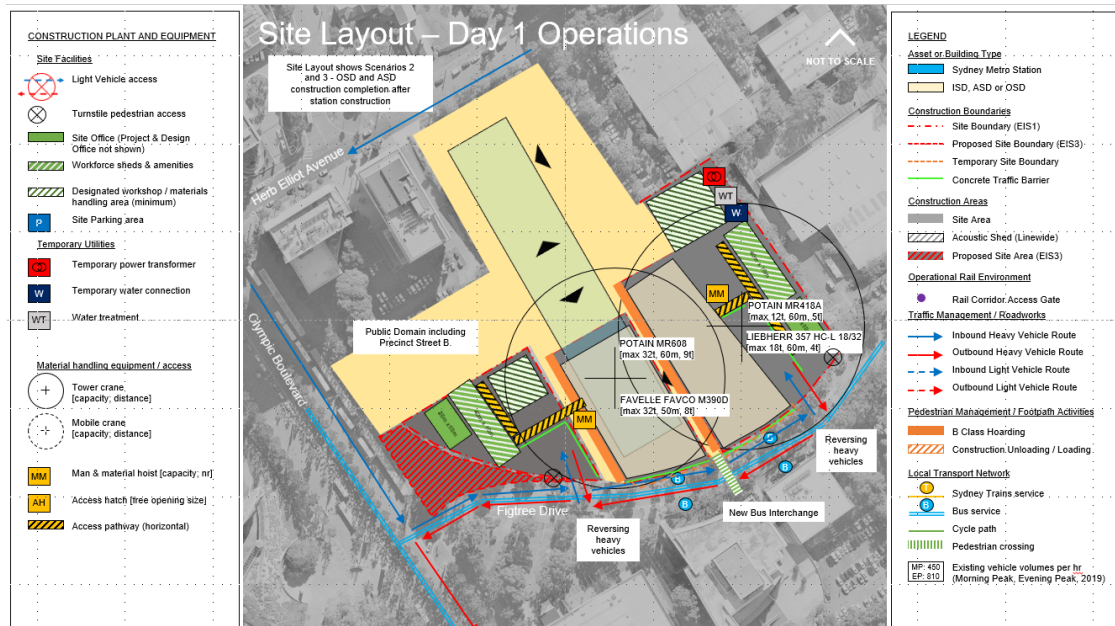 CONSTRUCTION PLANT AND EQUIPMENT
Site Facilities
Light Vehicle access
Turnstile pedestrian access
Site Office (Project & Design
Office not shown)
Workforce sheds & amenities
Designated workshop / materials
handling area (minimum)
P
Site Parking area
Temporary Utilities
Temporary power transformer
W
Temporary water connection
WT
Water treatment
Material handling equipment / access
Tower crane
[capacity; distance]
Mobile crane
[capacity; distance]
MM
Man & material hoist [capacity; nr]
AH
Access hatch [free opening size]
Access pathway (horizontal)
Site Layout – Day 1 Operations
NOT TO SCALE
Site Layout shows Scenarios 2
and 3 - OSD and ASD
construction completion after
station construction
Herb Elliot Avenue
WT
W
MM
POTAIN MR418A
[max 12t, 60m, 5t]
LIEBHERR 357 HC-L 18/32
[max 18t, 60m, 4t]
Olympic Boulevard
Public Domain including
Precinct Street B.
POTAIN MR608
[max 32t, 60m, 9t]
FAVELLE FAVCO M390D
[max 32t, 50m, 8t]
MM
Reversing
heavy
vehicles
B
B
B
B
New Bus Interchange
Figtree Drive
Reversing
heavy
vehicles
LEGEND
Asset or Building Type
Sydney Metro Station
ISD, ASD or OSD
Construction Boundaries
Site Boundary (EIS1)
Proposed Site Boundary (EIS3)
Temporary Site Boundary
Concrete Traffic Barrier
Construction Areas
Site Area
Acoustic Shed (Linewide)
Proposed Site Area (EIS3)
Operational Rail Environment
Rail Corridor Access Gate
Traffic Management / Roadworks
Inbound Heavy Vehicle Route
Outbound Heavy Vehicle Route
Inbound Light Vehicle Route
Outbound Light Vehicle Route
Pedestrian Management / Footpath Activities
B Class Hoarding
Construction Unloading / Loading
Local Transport Network
T
Sydney Trains service
B
Bus service
Cycle path
Pedestrian crossing
MP: 450
EP: 810
Existing vehicle volumes per hr
(Morning Peak, Evening Peak, 2019)